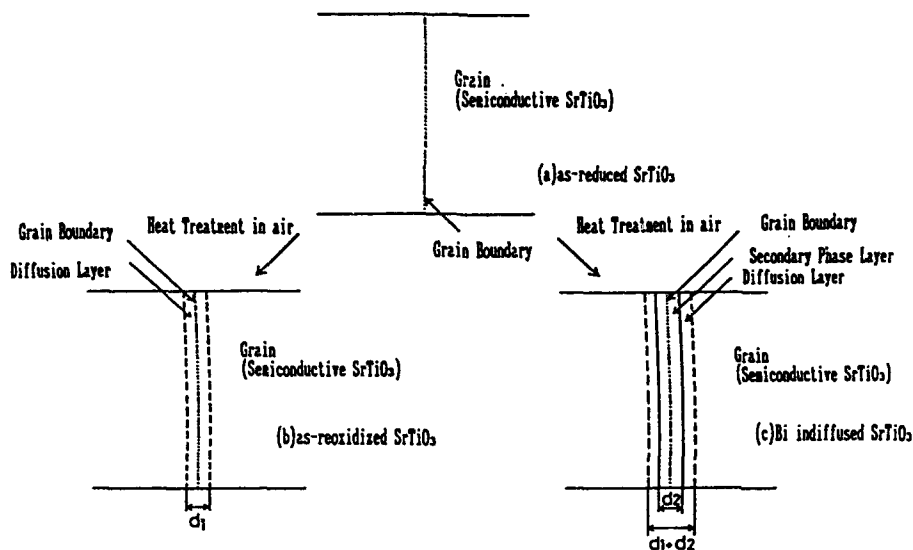 Grain
(Semiconductive SrTiO₃)
(a)as-reduced SrTiO₃
Grain Boundary
Heat Treatment in air
Diffusion Layer
Grain Boundary
Heat Treatment in air
Grain Boundary
Secondary Phase Layer
Diffusion Layer
Grain
(Semiconductive SrTiO₃)
(b)as-reoxidized SrTiO₃
d₁
Grain
(Semiconductive SrTiO₃)
(c)Bi indiffused SrTiO₃
d₂
d₁+d₂